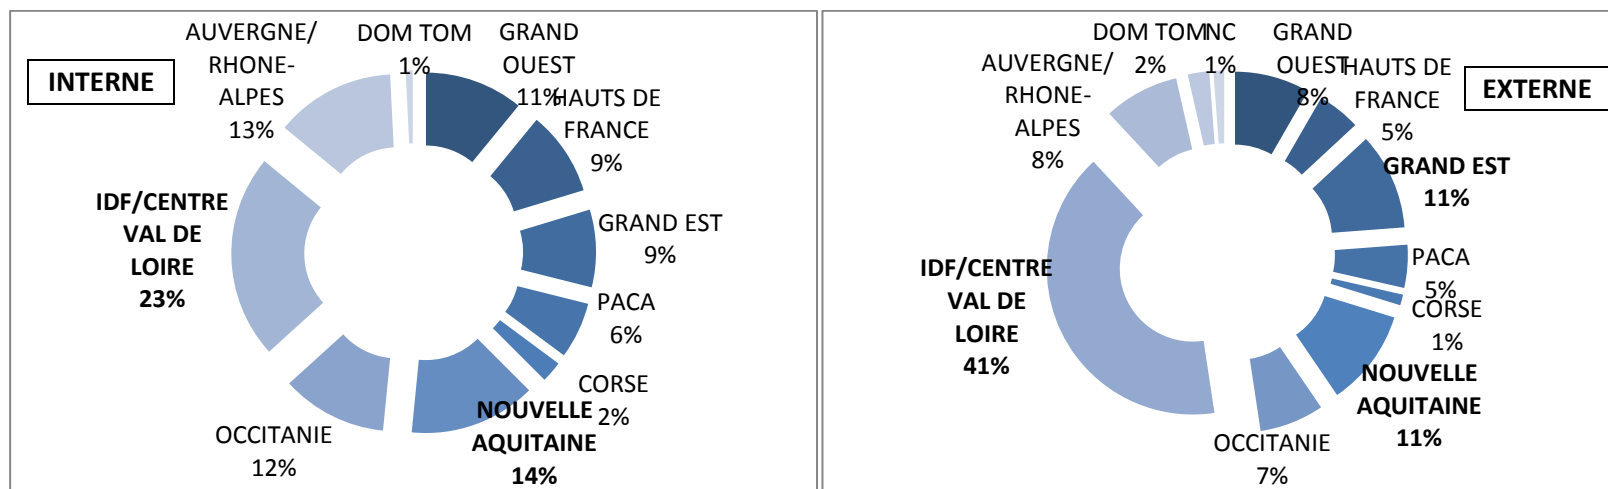 INTERNE
AUVERGNE/
RHONE-
ALPES
13%
DOM TOM
1%
GRAND
OUEST
11%
HAUTS DE
FRANCE
9%
GRAND EST
9%
PACA
6%
CORSE
2%
NOUVELLE
AQUITAINE
14%
OCCITANIE
12%
IDF/CENTRE
VAL DE
LOIRE
23%
EXTERNE
AUVERGNE/
RHONE-
ALPES
8%
DOM TOM
2%
NC
1%
GRAND
OUEST
8%
HAUTS DE
FRANCE
5%
GRAND EST
11%
PACA
5%
CORSE
1%
NOUVELLE
AQUITAINE
11%
OCCITANIE
7%
IDF/CENTRE
VAL DE
LOIRE
41%